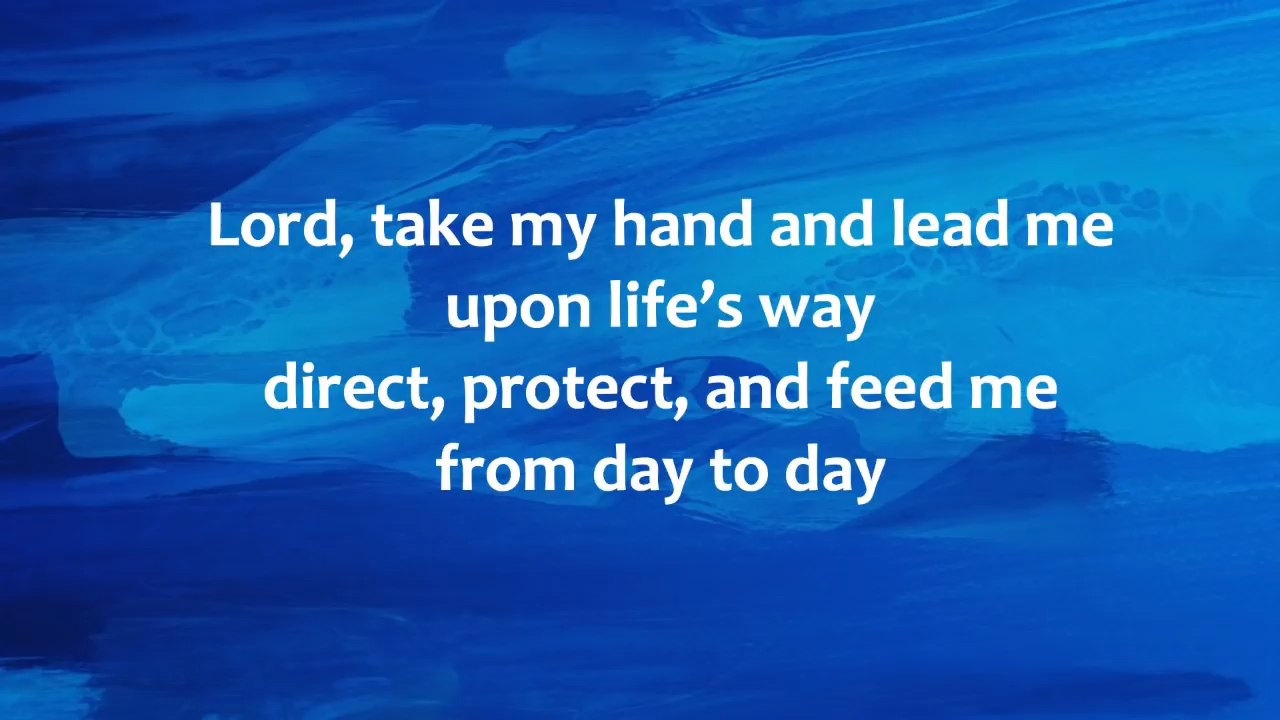 Lord, take my hand and lead me
upon life’s way
direct, protect, and feed me
from day to day